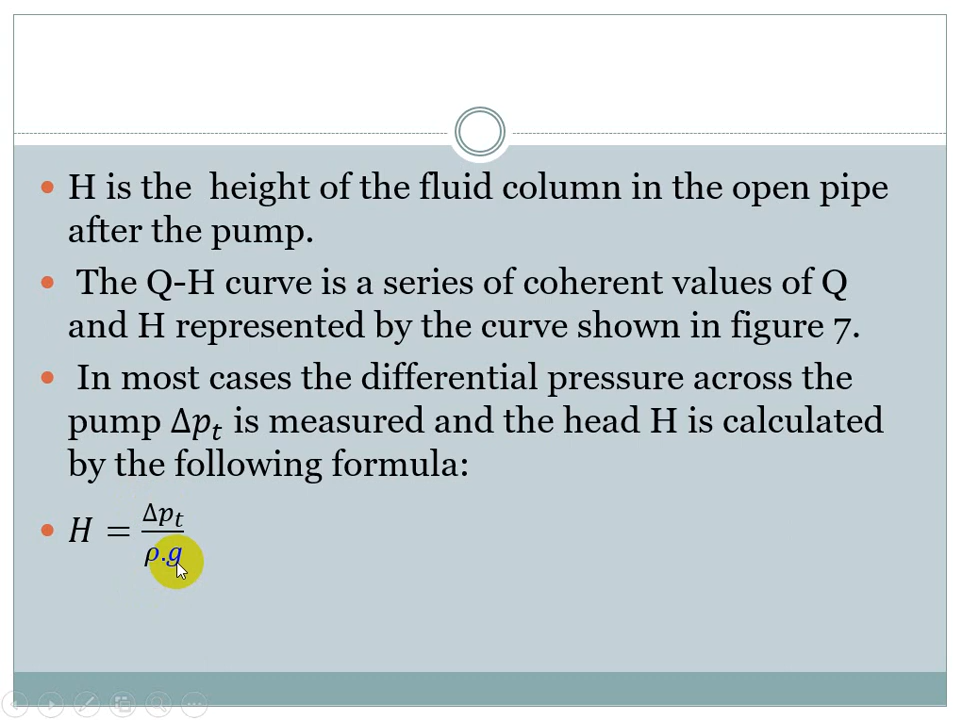 • H is the  height of the fluid column in the open pipe
after the pump.
•  The Q-H curve is a series of coherent values of Q
and H represented by the curve shown in figure 7.
•  In most cases the differential pressure across the
pump Δpₜ is measured and the head H is calculated
by the following formula:
• H = Δpₜ / ρ.g